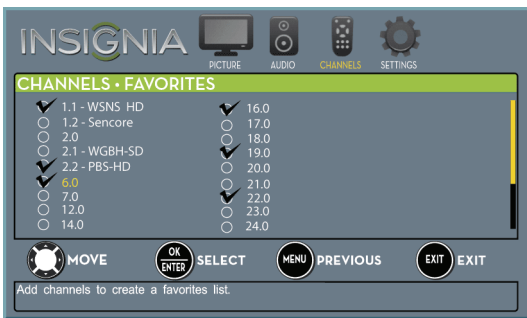 INSIGNIA
PICTURE AUDIO CHANNELS SETTINGS
CHANNELS • FAVORITES
1.1 - WSNS HD
1.2 - Sencore
2.0
2.1 - WGBH-SD
2.2 - PBS-HD
6.0
7.0
12.0
14.0
16.0
17.0
18.0
19.0
20.0
21.0
22.0
23.0
24.0
MOVE OK ENTER SELECT MENU PREVIOUS EXIT EXIT
Add channels to create a favorites list.